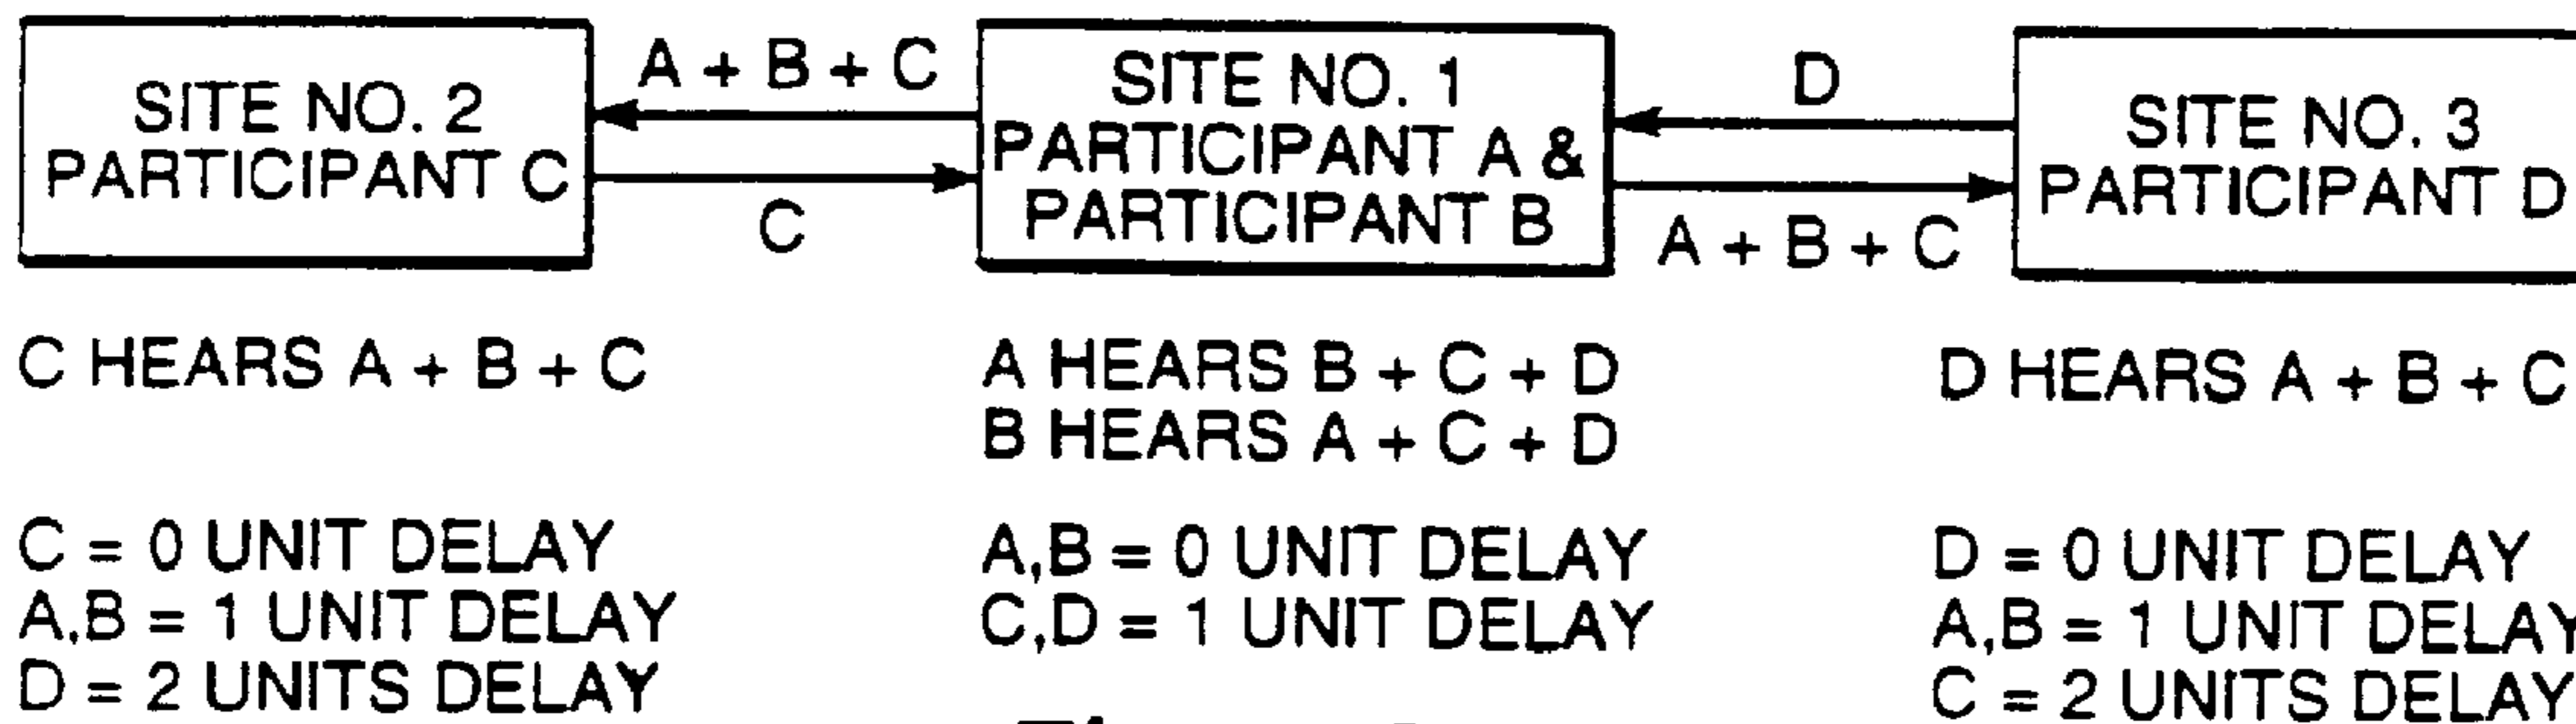 SITE NO. 2
PARTICIPANT C
A + B + C
C
SITE NO. 1
PARTICIPANT A &
PARTICIPANT B
D
A + B + C
SITE NO. 3
PARTICIPANT D
C HEARS A + B + C
A HEARS B + C + D
B HEARS A + C + D
D HEARS A + B + C
C = 0 UNIT DELAY
A,B = 1 UNIT DELAY
D = 2 UNITS DELAY
A,B = 0 UNIT DELAY
C,D = 1 UNIT DELAY
D = 0 UNIT DELAY
A,B = 1 UNIT DELAY
C = 2 UNITS DELAY